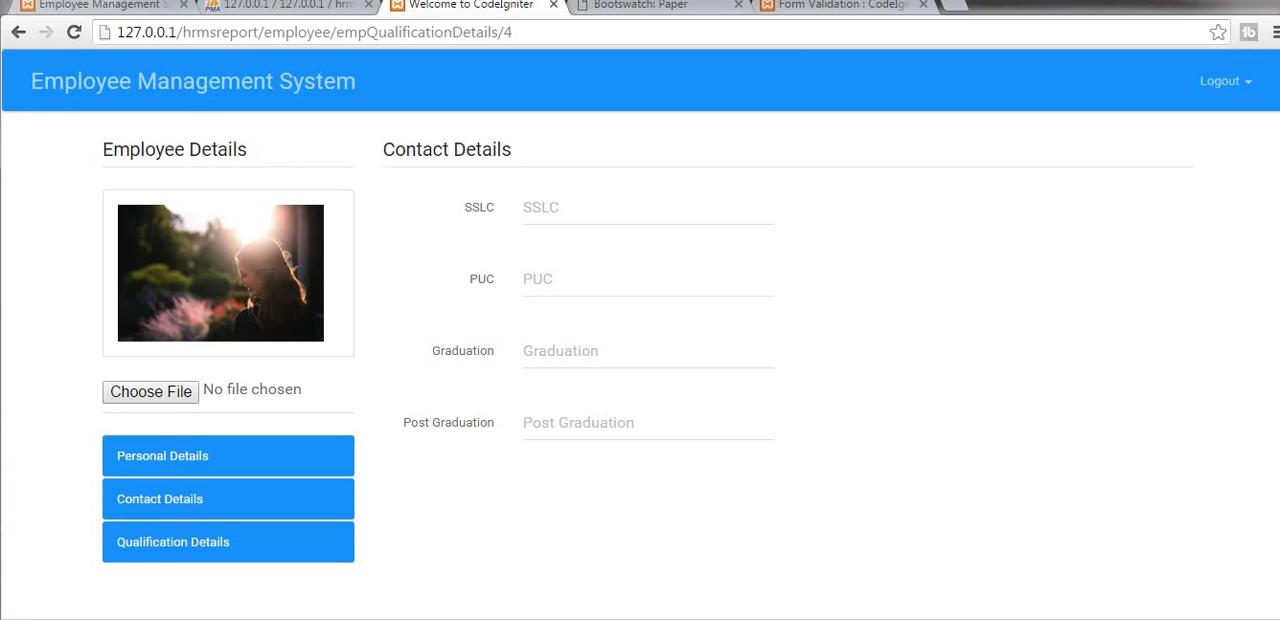 Employee Management S
127.0.0.1 / 127.0.0.1 / hrm
Welcome to CodeIgniter
Bootswatch: Paper
Form Validation : CodeIg
127.0.0.1/hrmsreport/employee/empQualificationDetails/4
Employee Management System
Logout
Employee Details
Contact Details
SSLC
SSLC
PUC
PUC
Graduation
Graduation
Choose File No file chosen
Post Graduation
Post Graduation
Personal Details
Contact Details
Qualification Details